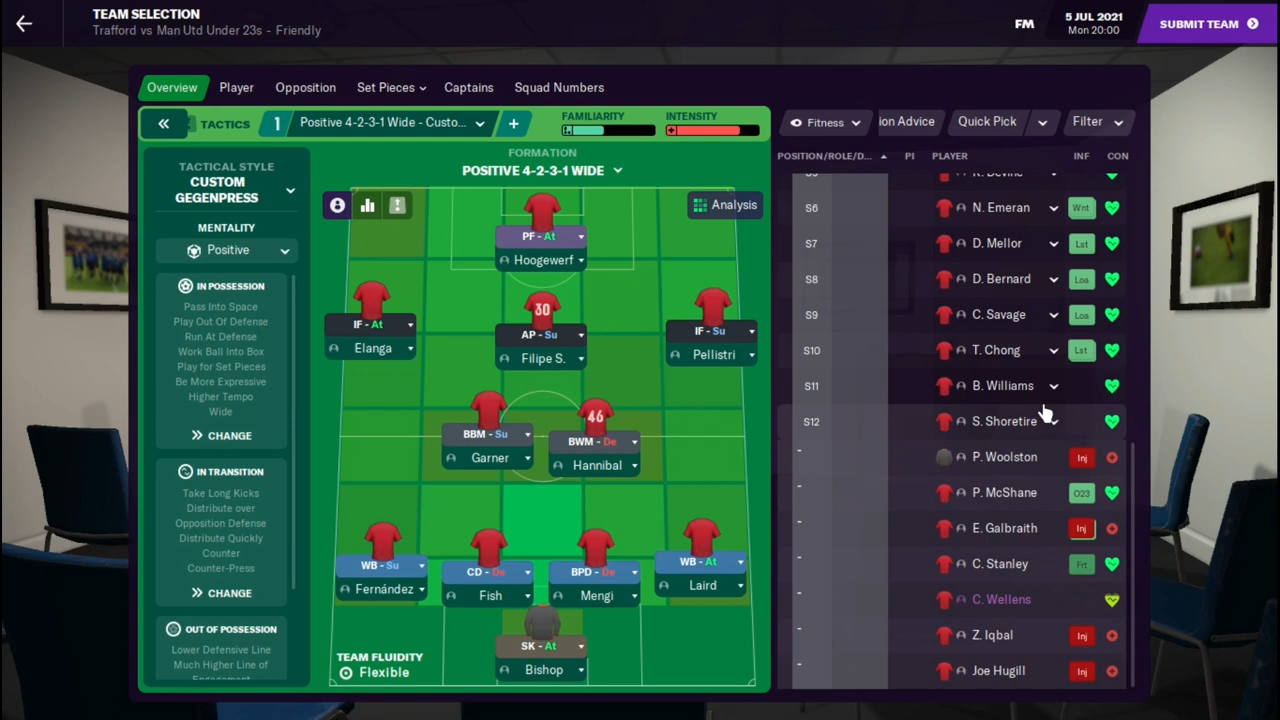 TEAM SELECTION
Trafford vs Man Utd Under 23s - Friendly
FM
5 JUL 2021
Mon 20:00
SUBMIT TEAM
Overview
Player
Opposition
Set Pieces
Captains
Squad Numbers
TACTICS
1
Positive 4-2-3-1 Wide - Custo...
+
FAMILIARITY
INTENSITY
Fitness
ion Advice
Quick Pick
Filter
TACTICAL STYLE
CUSTOM
GEGENPRESS
MENTALITY
Positive
IN POSSESSION
Pass Into Space
Play Out Of Defense
Run At Defense
Work Ball Into Box
Play for Set Pieces
Be More Expressive
Higher Tempo
Wide
CHANGE
IN TRANSITION
Take Long Kicks
Distribute over
Opposition Defense
Distribute Quickly
Counter
Counter-Press
CHANGE
OUT OF POSSESSION
Lower Defensive Line
Much Higher Line of
Engagement
FORMATION
POSITIVE 4-2-3-1 WIDE
Analysis
PF - At
Hoogewerf
IF - At
Elanga
30
AP - Su
Filipe S.
IF - Su
Pellistri
BBM - Su
Garner
46
BWM - De
Hannibal
WB - Su
Fernández
CD - De
Fish
BPD - De
Mengi
WB - At
Laird
SK - At
Bishop
TEAM FLUIDITY
Flexible
POSITION/ROLE/D... PI PLAYER INF CON
S6 N. Emeran Wnt
S7 D. Mellor Lst
S8 D. Bernard Loa
S9 C. Savage Loa
S10 T. Chong Lst
S11 B. Williams
S12 S. Shoretire
- P. Woolston Inj
- P. McShane O23
- E. Galbraith Inj
- C. Stanley Frt
- C. Wellens
- Z. Iqbal Inj
- Joe Hugill Inj